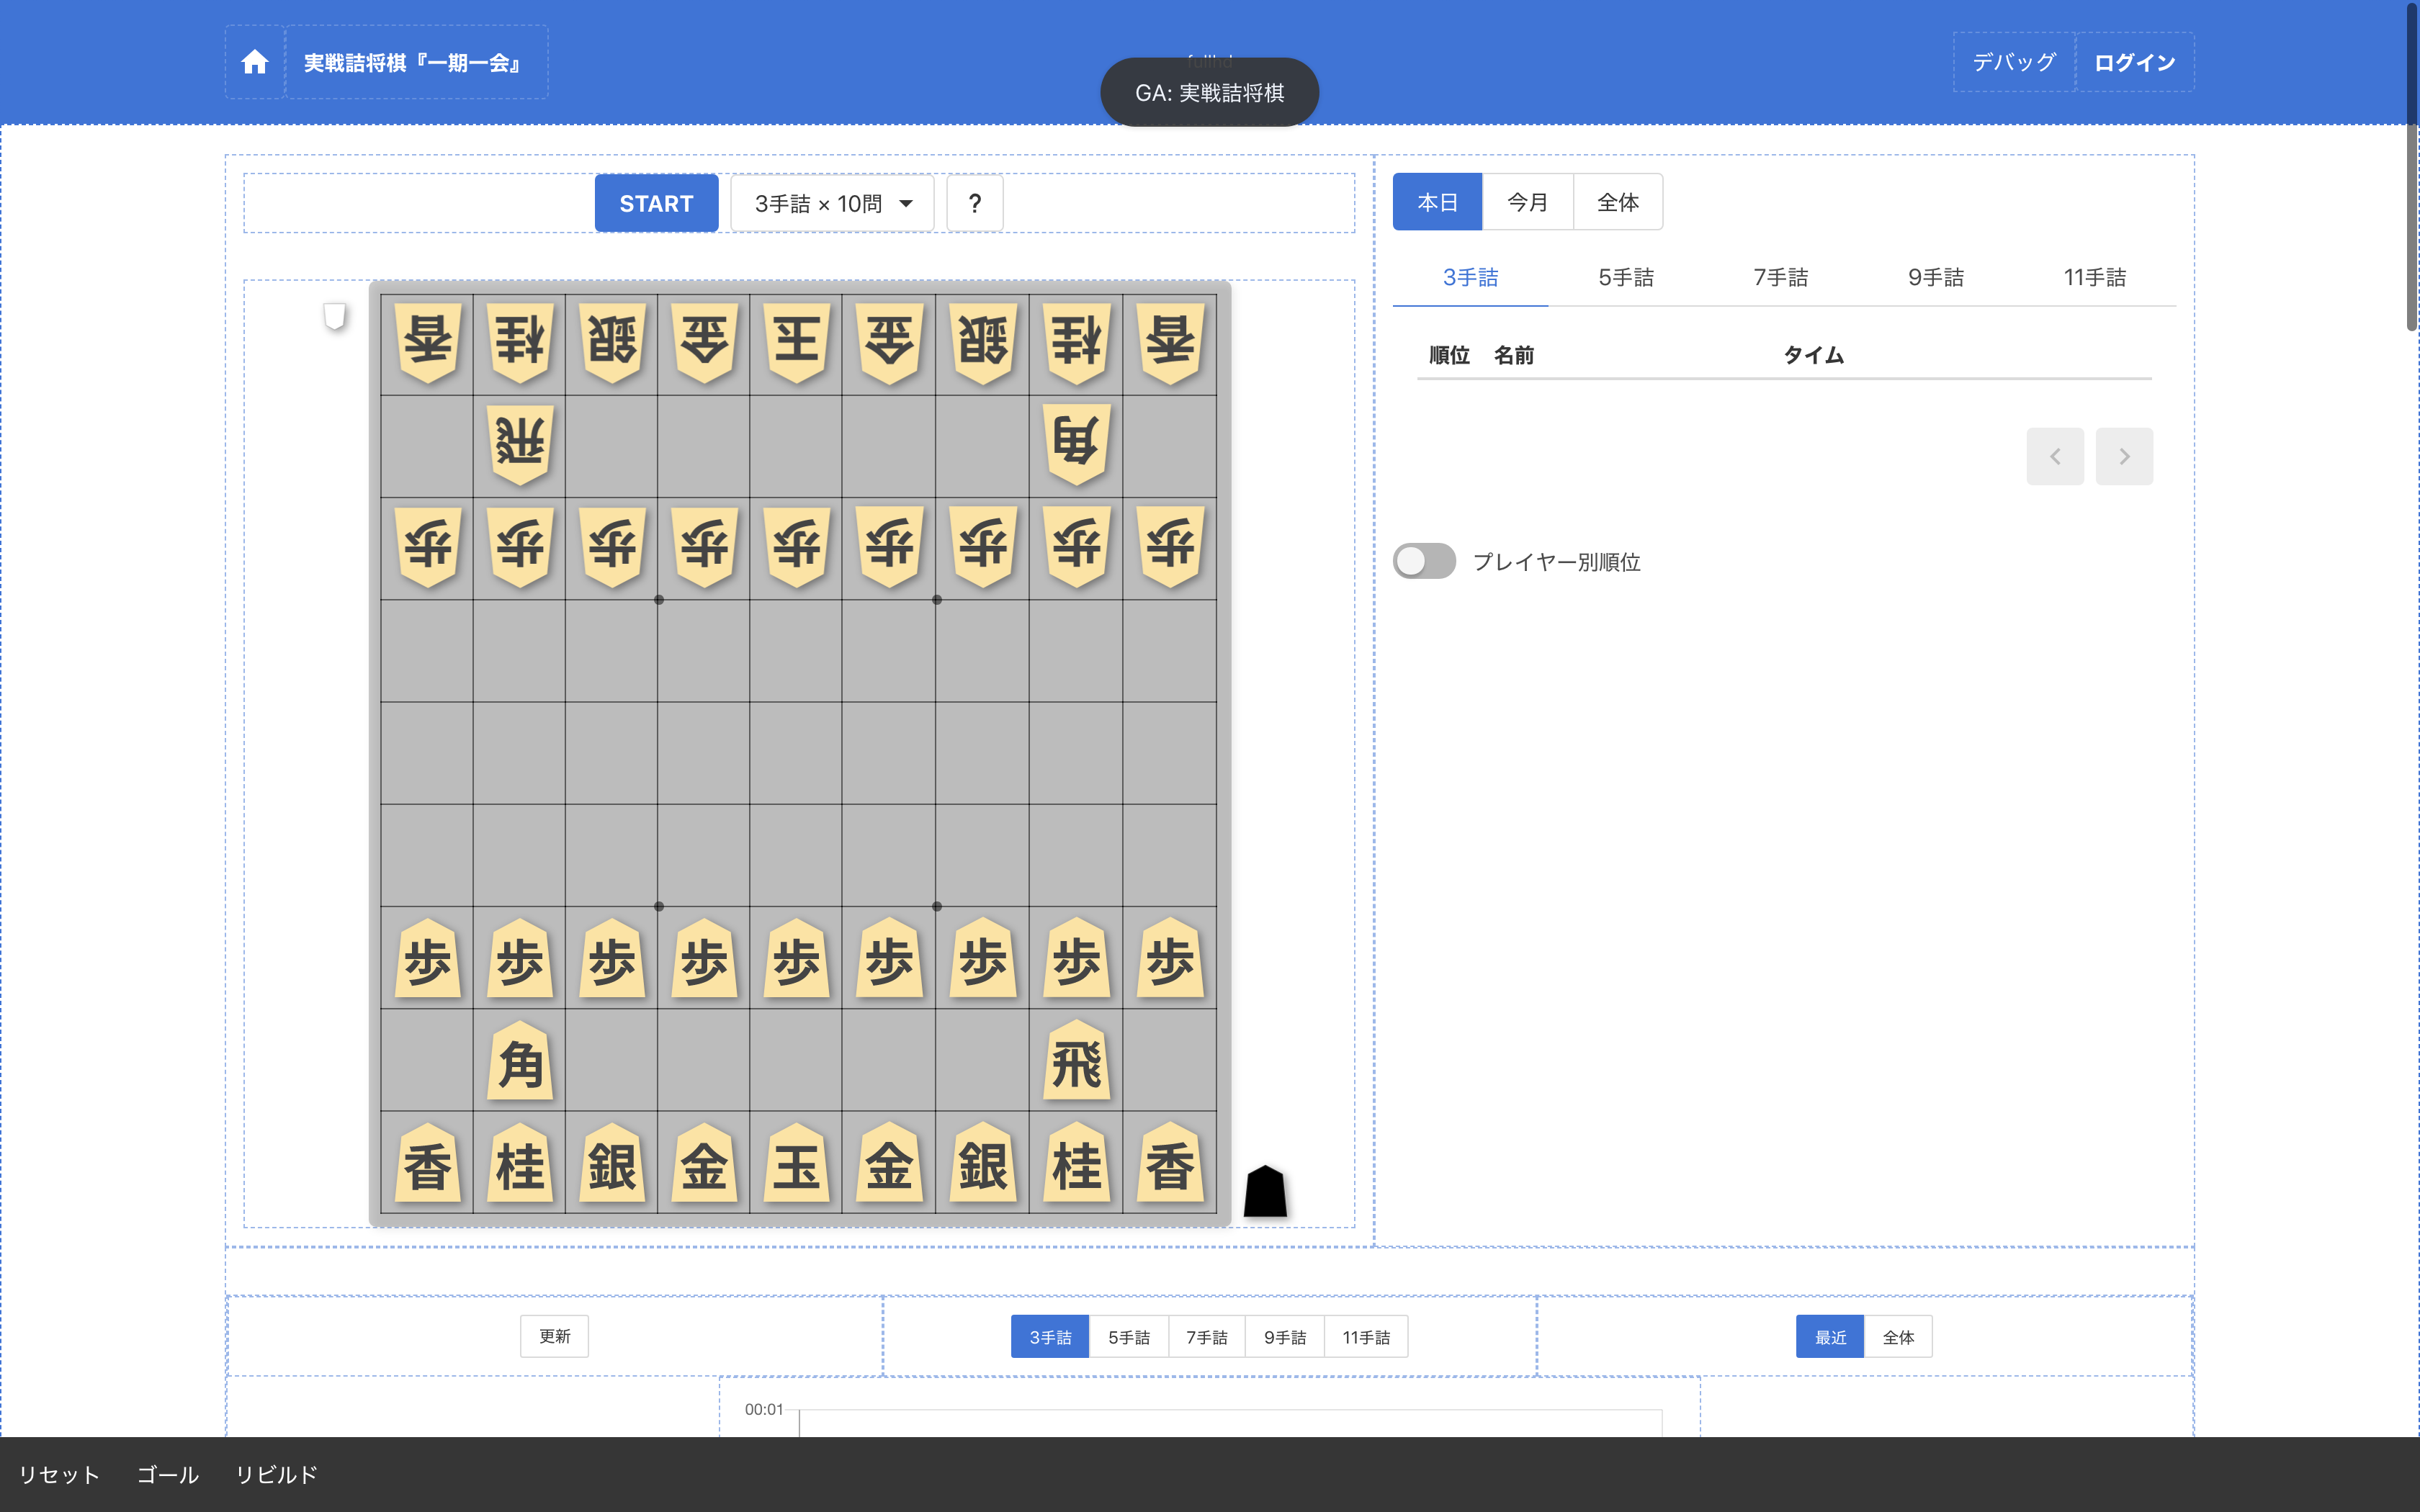 実戦詰将棋『一期一会』
fullhd
デバッグ ログイン
GA: 実戦詰将棋
START 3手詰 × 10問 ?
本日 今月 全体
3手詰 5手詰 7手詰 9手詰 11手詰
順位 名前 タイム
プレイヤー別順位
香 桂 銀 金 王 金 銀 桂 香
飛 角
歩 歩 歩 歩 歩 歩 歩 歩 歩
歩 歩 歩 歩 歩 歩 歩 歩 歩
角 飛
香 桂 銀 金 玉 金 銀 桂 香
更新 3手詰 5手詰 7手詰 9手詰 11手詰 最近 全体
00:01
リセット ゴール リビルド